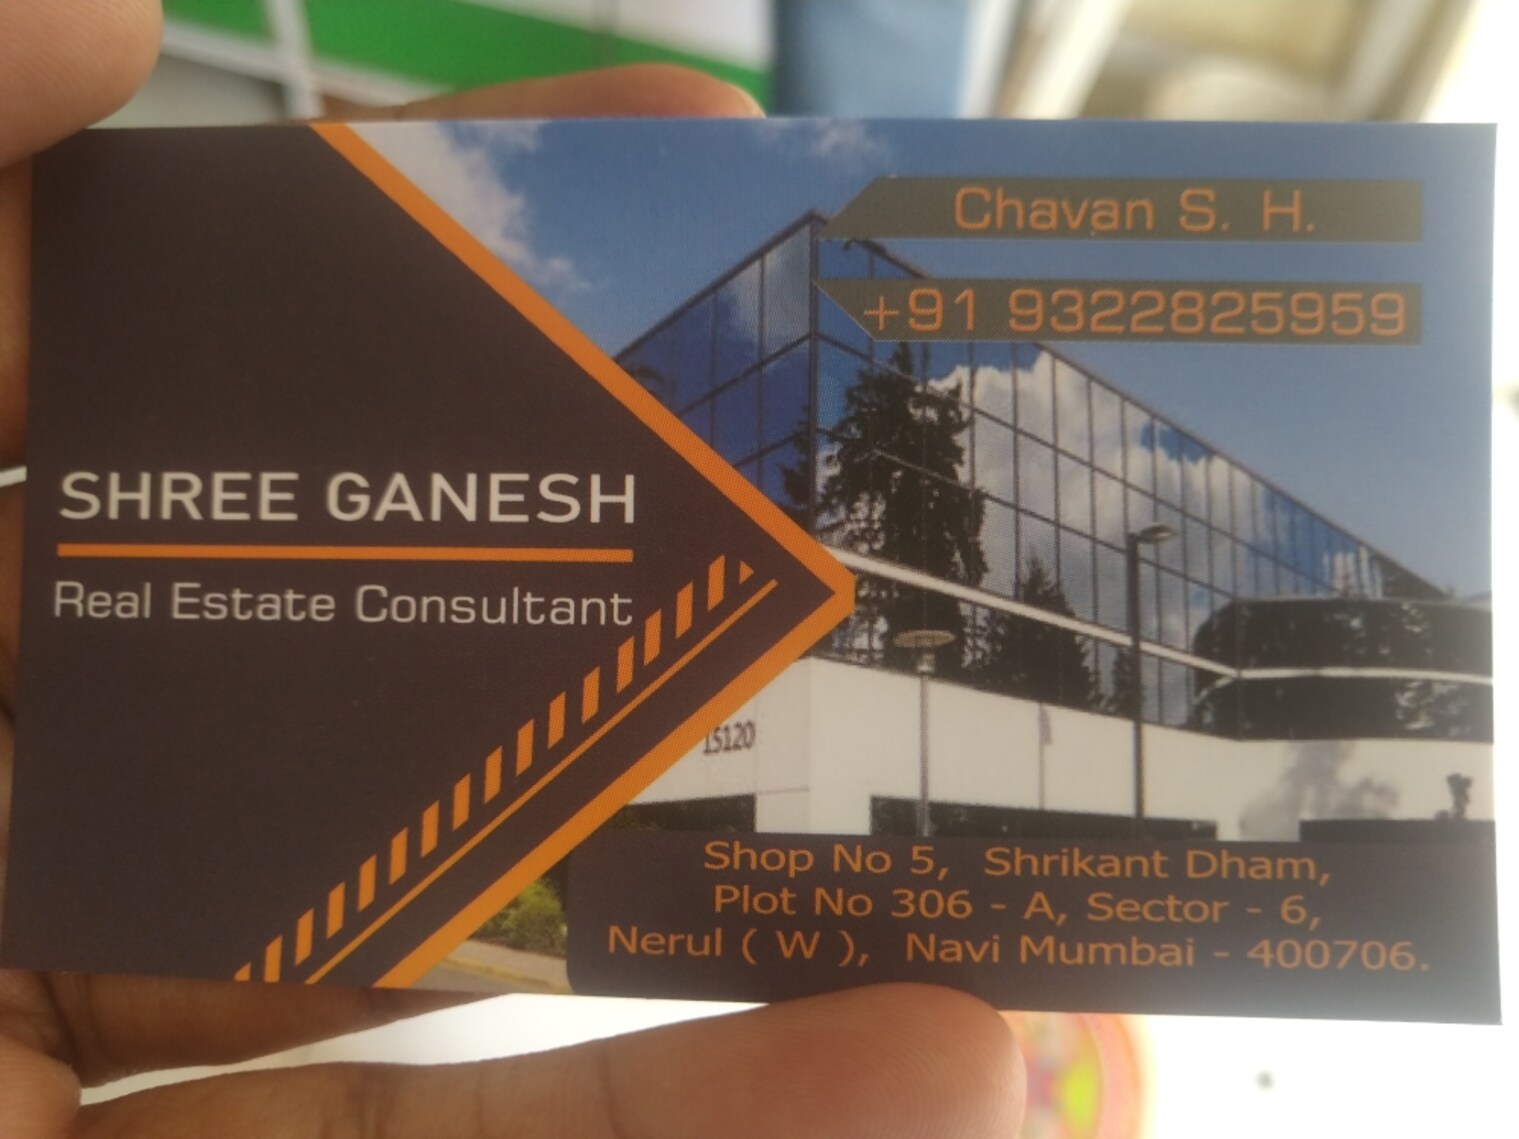 Chavan S. H.
+91 9322825959
SHREE GANESH
Real Estate Consultant
15120
Shop No 5, Shrikant Dham,
Plot No 306 - A, Sector - 6,
Nerul ( W ), Navi Mumbai - 400706.